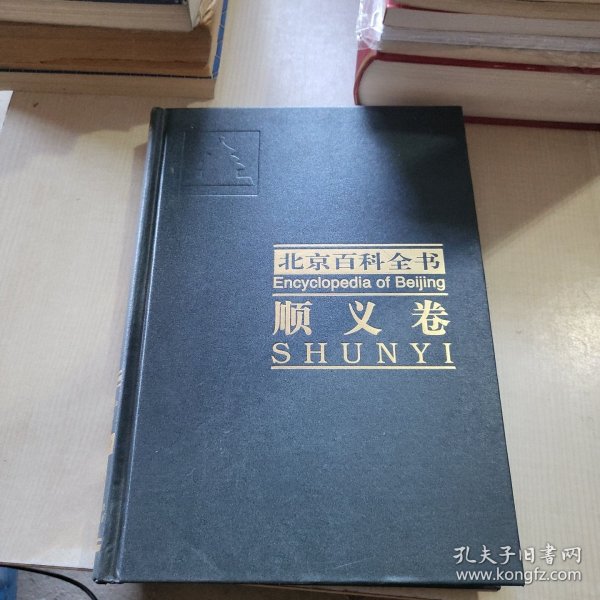 北京百科全书
Encyclopedia of Beijing
顺义卷
SHUNYI
孔夫子旧書网
www.kongfz.com